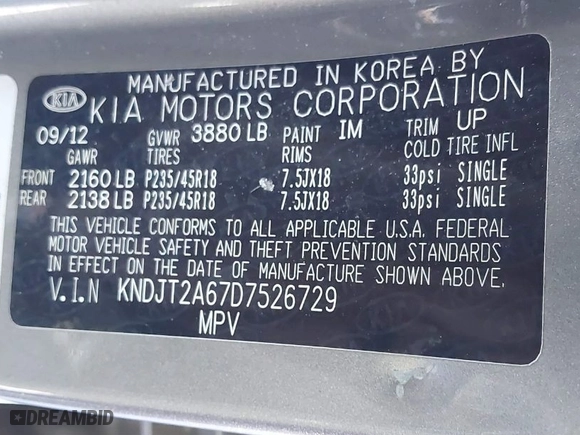 MANUFACTURED IN KOREA BY
KIA KIA MOTORS CORPORATION
09/12 GVWR 3880 LB PAINT IM TRIM UP
GAWR TIRES RIMS COLD TIRE INFL
FRONT 2160 LB P235/45R18 7.5JX18 33psi SINGLE
REAR 2138 LB P235/45R18 7.5JX18 33psi SINGLE
THIS VEHICLE CONFORMS TO ALL APPLICABLE U.S.A. FEDERAL
MOTOR VEHICLE SAFETY AND THEFT PREVENTION STANDARDS
IN EFFECT ON THE DATE OF MANUFACTURE SHOWN ABOVE.
V.I.N KNDJT2A67D7526729
MPV
DREAMBID